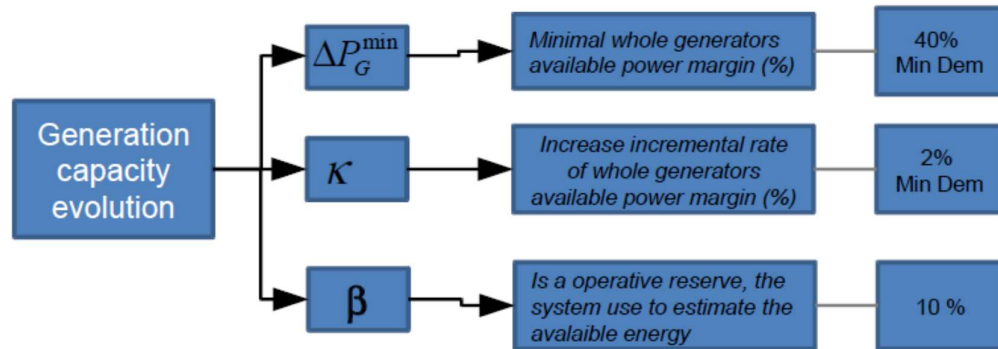 Generation
capacity
evolution
ΔP_G^min
Minimal whole generators
available power margin (%)
40%
Min Dem
κ
Increase incremental rate
of whole generators
available power margin (%)
2%
Min Dem
β
Is a operative reserve, the
system use to estimate the
avalaible energy
10 %